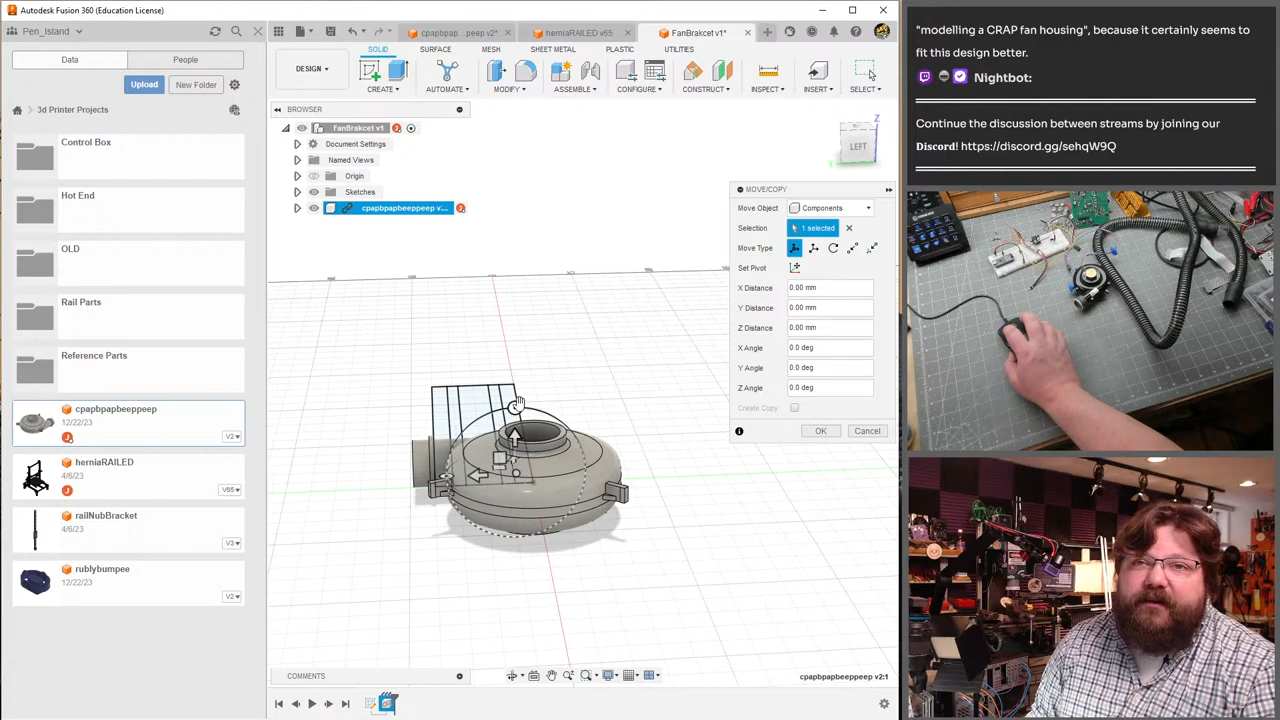 Autodesk Fusion 360 (Education License)
Pen_Island
cpapbpap...peep v2*
herniaRAILED v65
FanBrakcet v1*
Data
People
Upload
New Folder
3d Printer Projects
Control Box
Hot End
OLD
Rail Parts
Reference Parts
cpapbpapbeeppeep
12/22/23
V2
herniaRAILED
4/6/23
V65
railNubBracket
4/6/23
V3
rublybumpee
12/22/23
V2
SOLID
SURFACE
MESH
SHEET METAL
PLASTIC
UTILITIES
DESIGN
CREATE
AUTOMATE
MODIFY
ASSEMBLE
CONFIGURE
CONSTRUCT
INSPECT
INSERT
SELECT
BROWSER
FanBrakcet v1
Document Settings
Named Views
Origin
Sketches
cpapbpapbeeppeep v:...
LEFT
Z
Y
MOVE/COPY
Move Object
Components
Selection
1 selected
Move Type
Set Pivot
X Distance
0.00 mm
Y Distance
0.00 mm
Z Distance
0.00 mm
X Angle
0.0 deg
Y Angle
0.0 deg
Z Angle
0.0 deg
Create Copy
OK
Cancel
COMMENTS
cpapbpapbeeppeep v2:1
"modelling a CRAP fan housing", because it certainly seems to
fit this design better.
Nightbot:
Continue the discussion between streams by joining our
Discord! https://discord.gg/sehqW9Q